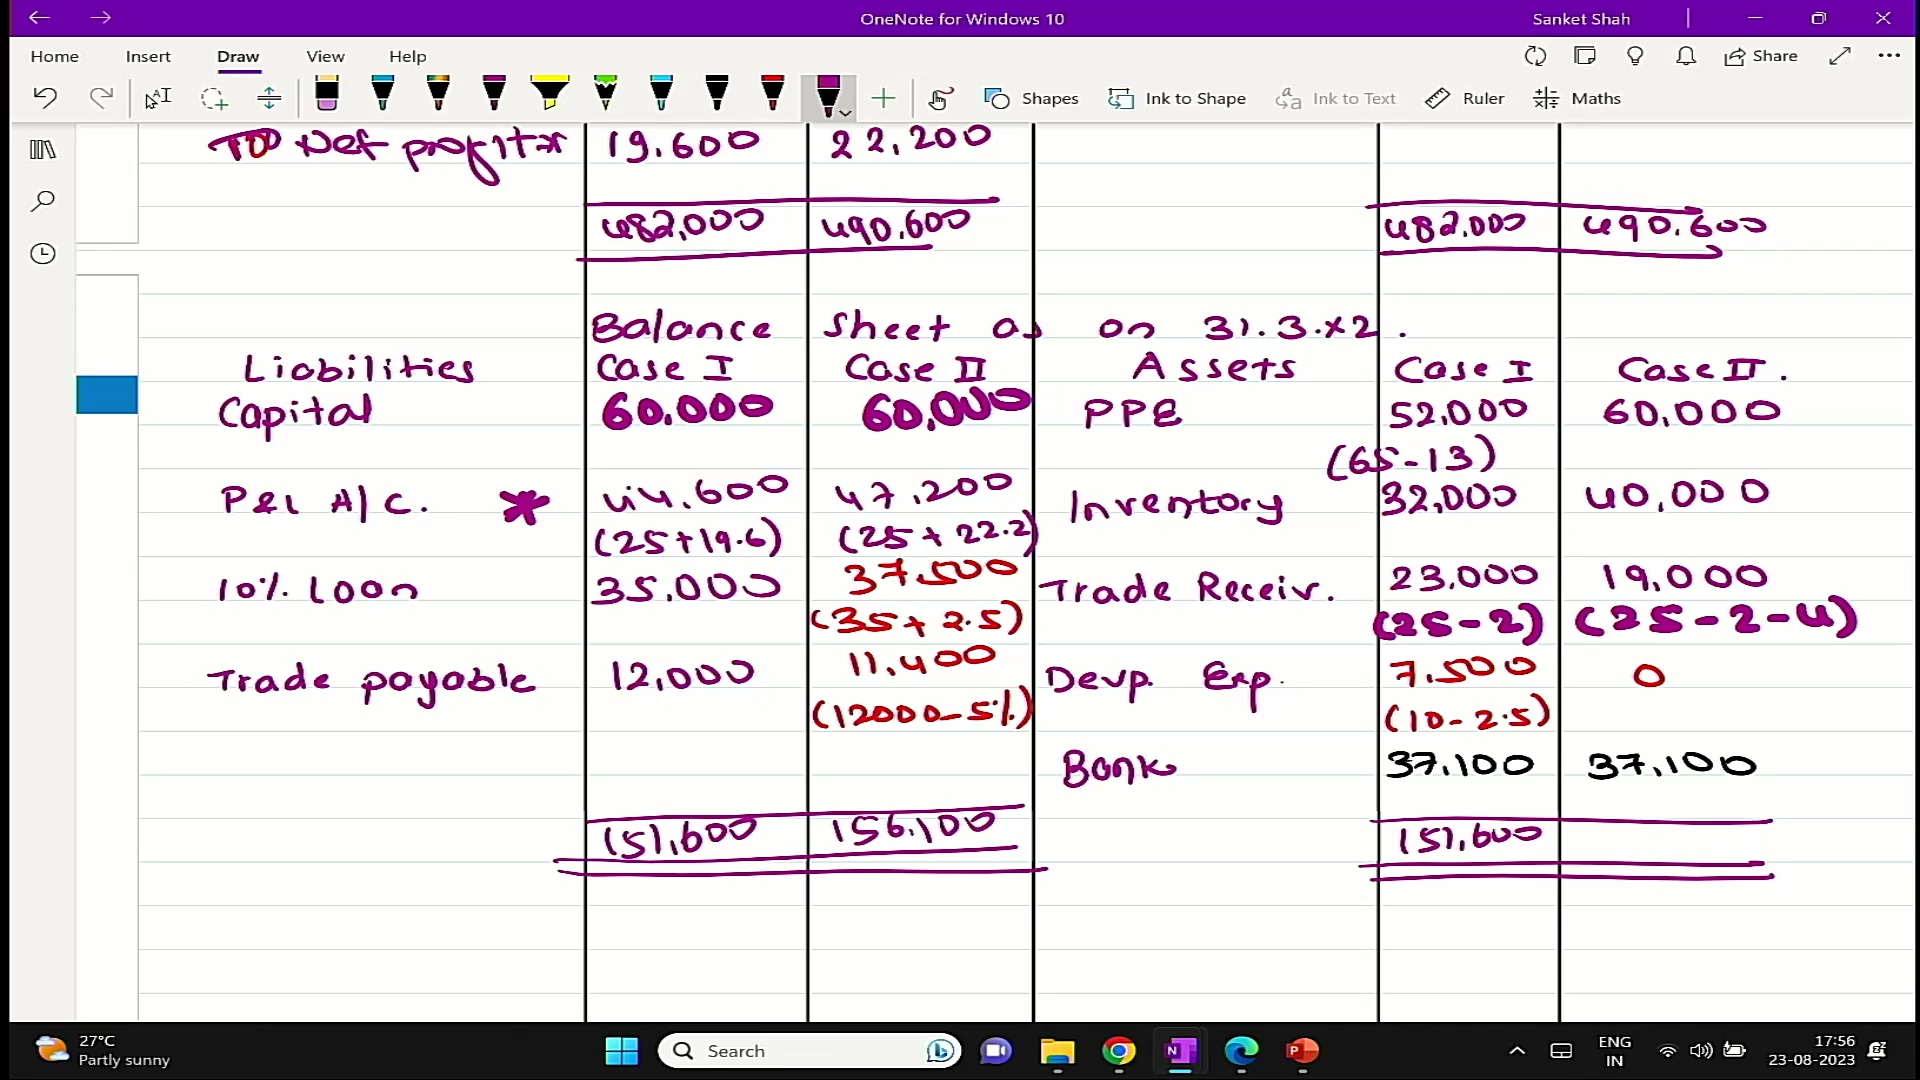 OneNote for Windows 10
Sanket Shah
Home Insert Draw View Help
Share
Shapes Ink to Shape Ink to Text Ruler Maths
Net profit 19,600 22,200
482,000 490,600 482,000 490,600
Balance Sheet as on 31.3.x2.
Liabilities Case I Case II Assets Case I Case II.
Capital 60,000 60,000 PPE 52,000 60,000
(65-13)
P&L A/C. * 44,600 47,200 Inventory 32,000 40,000
(25+19.6) (25+22.2)
10% Loan 35,000 37,500 Trade Receiv. 23,000 19,000
(35+2.5) (25-2) (25-2-4)
Trade payable 12,000 11,400 Devp. Exp. 7,500 0
(12000-5%) (10-2.5)
Bank 37,100 37,100
151,600 156,100 151,600
27°C
Partly sunny
Search
ENG
IN
17:56
23-08-2023